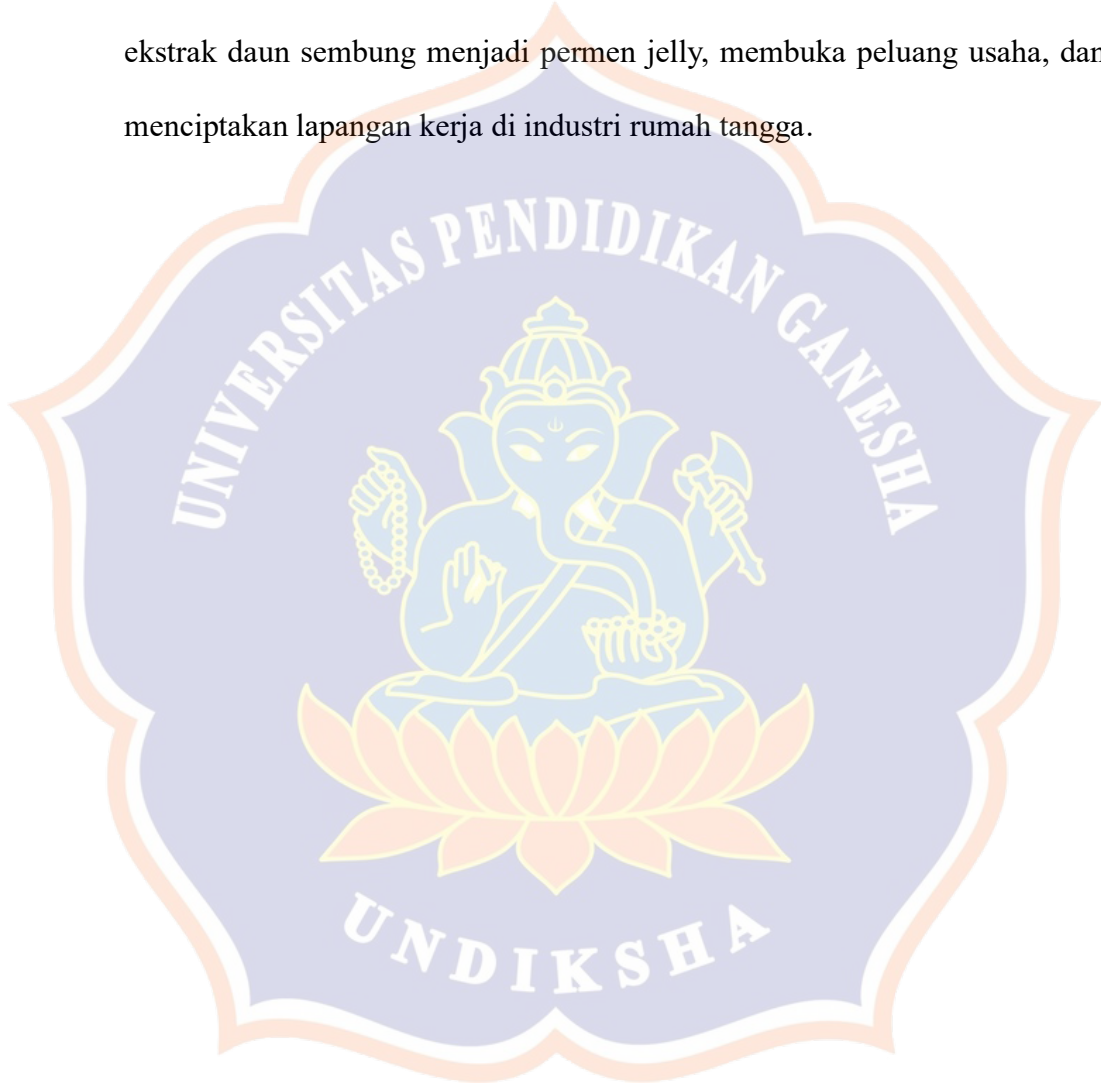 ekstrak daun sembung menjadi permen jelly, membuka peluang usaha, dan
menciptakan lapangan kerja di industri rumah tangga.
UNIVERSITAS PENDIDIKAN GANESHA
UNDIKSHA